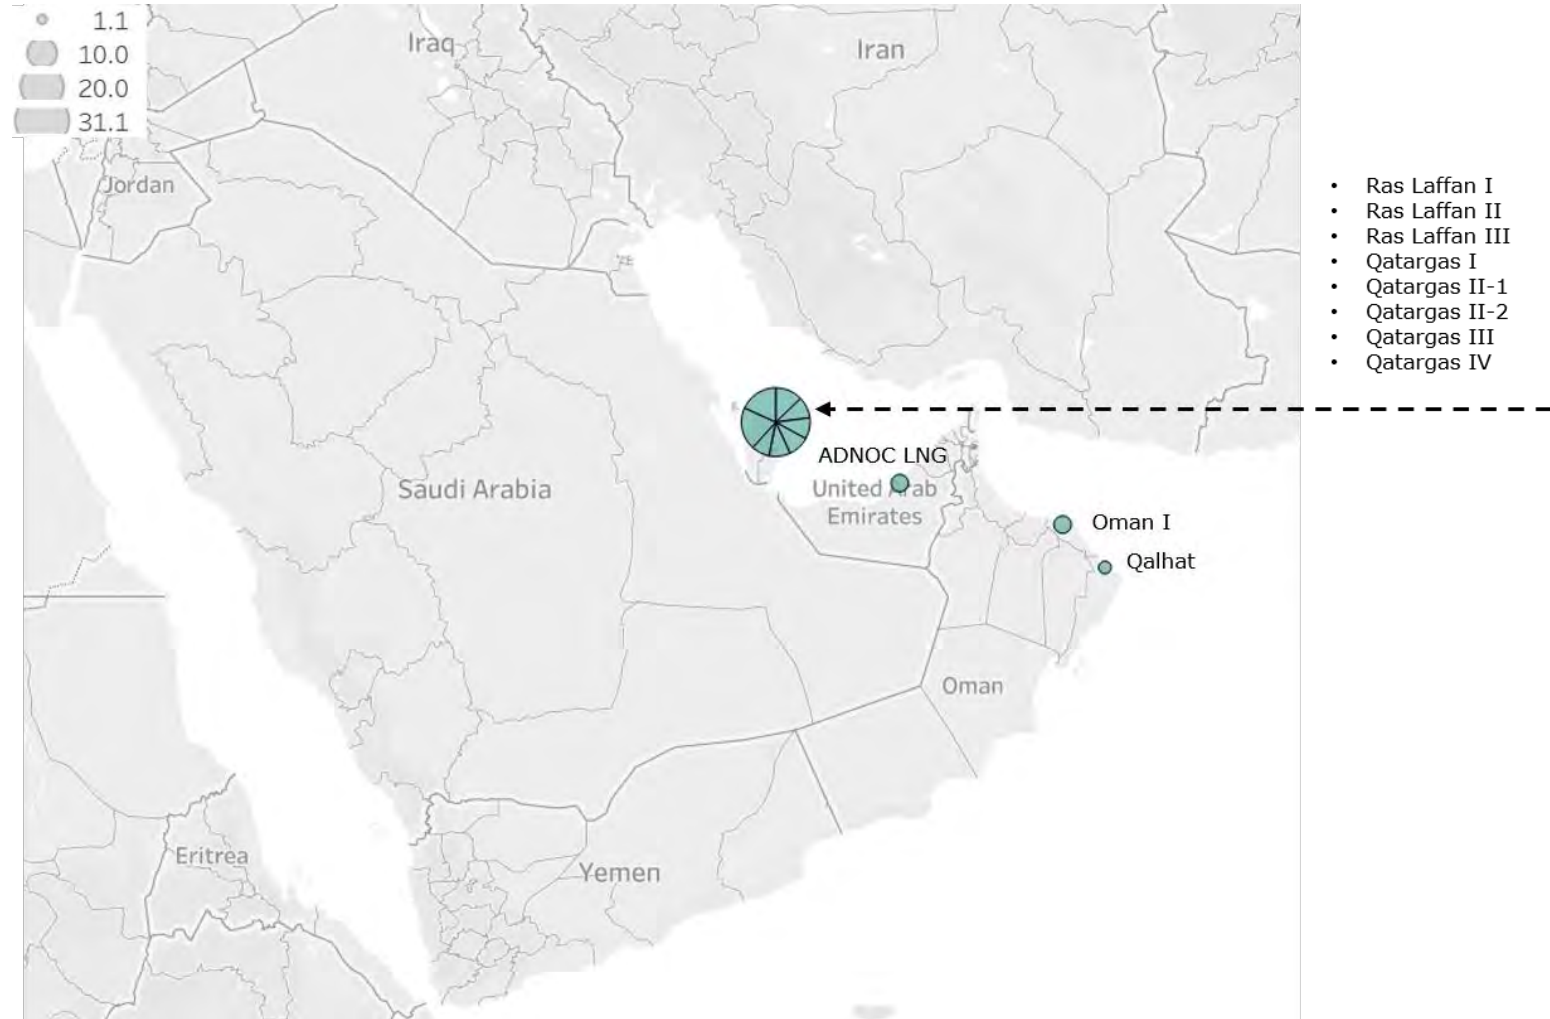 1.1
10.0
20.0
31.1
Iraq
Iran
Jordan
• Ras Laffan I
• Ras Laffan II
• Ras Laffan III
• Qatargas I
• Qatargas II-1
• Qatargas II-2
• Qatargas III
• Qatargas IV
ADNOC LNG
Saudi Arabia
United Arab
Emirates
Oman I
Qalhat
Oman
Eritrea
Yemen